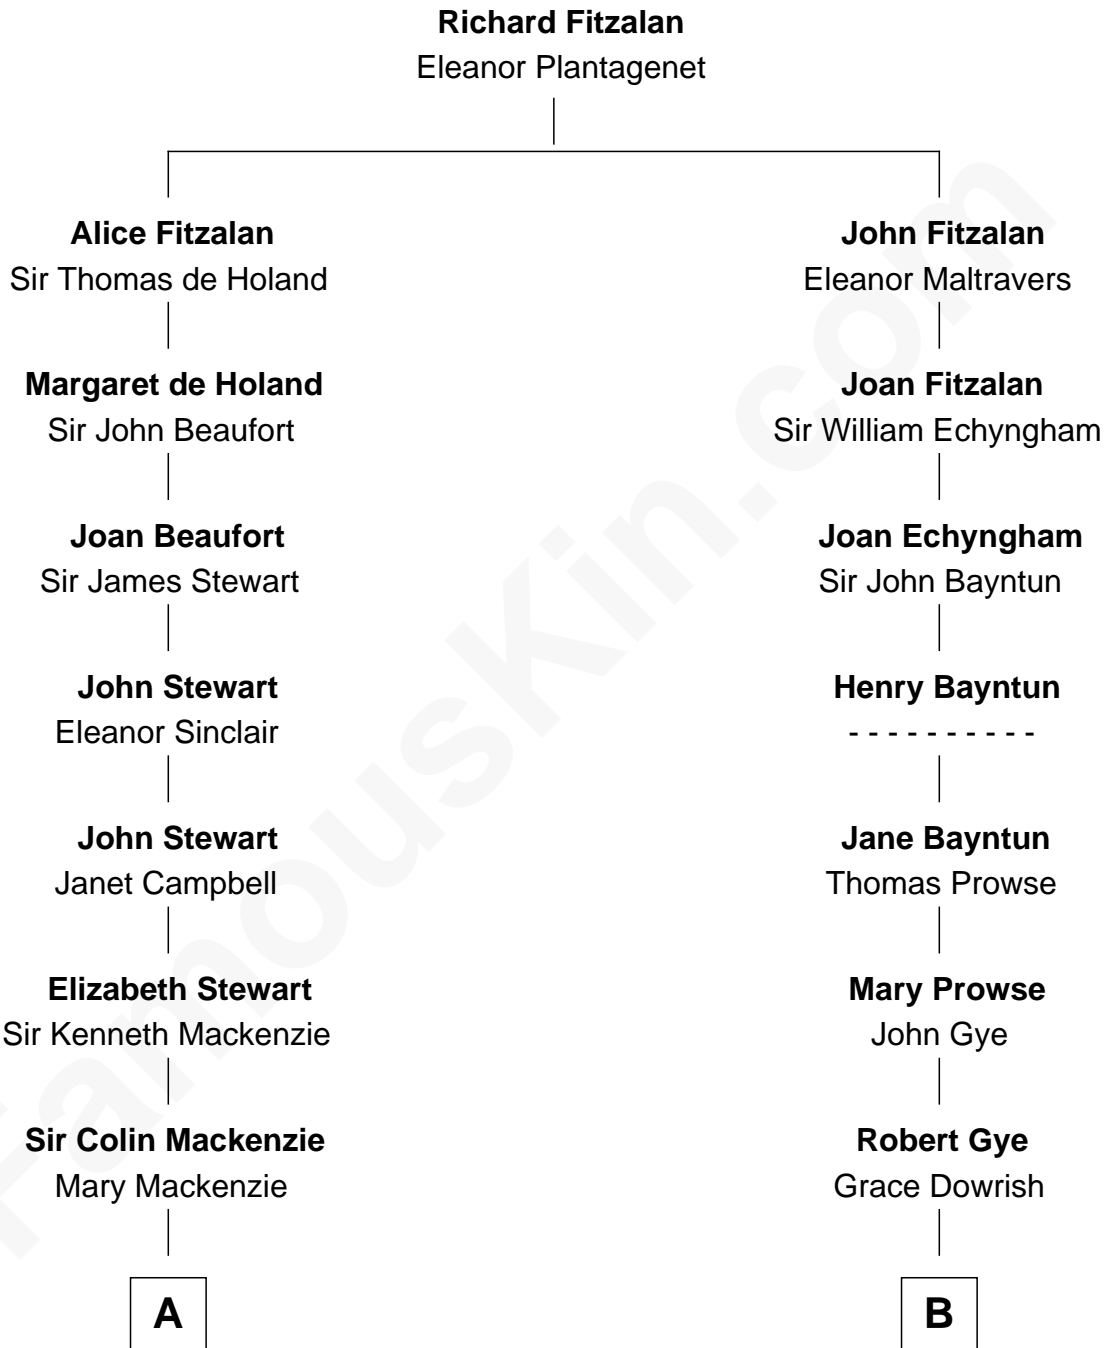 Richard Fitzalan
Eleanor Plantagenet
Alice Fitzalan
Sir Thomas de Holand
John Fitzalan
Eleanor Maltravers
Margaret de Holand
Sir John Beaufort
Joan Fitzalan
Sir William Echyngham
Joan Beaufort
Sir James Stewart
Joan Echyngham
Sir John Bayntun
John Stewart
Eleanor Sinclair
Henry Bayntun
- - - - - - - - - -
John Stewart
Janet Campbell
Jane Bayntun
Thomas Prowse
Elizabeth Stewart
Sir Kenneth Mackenzie
Mary Prowse
John Gye
Sir Colin Mackenzie
Mary Mackenzie
Robert Gye
Grace Dowrish
A
B
FamousKin.com